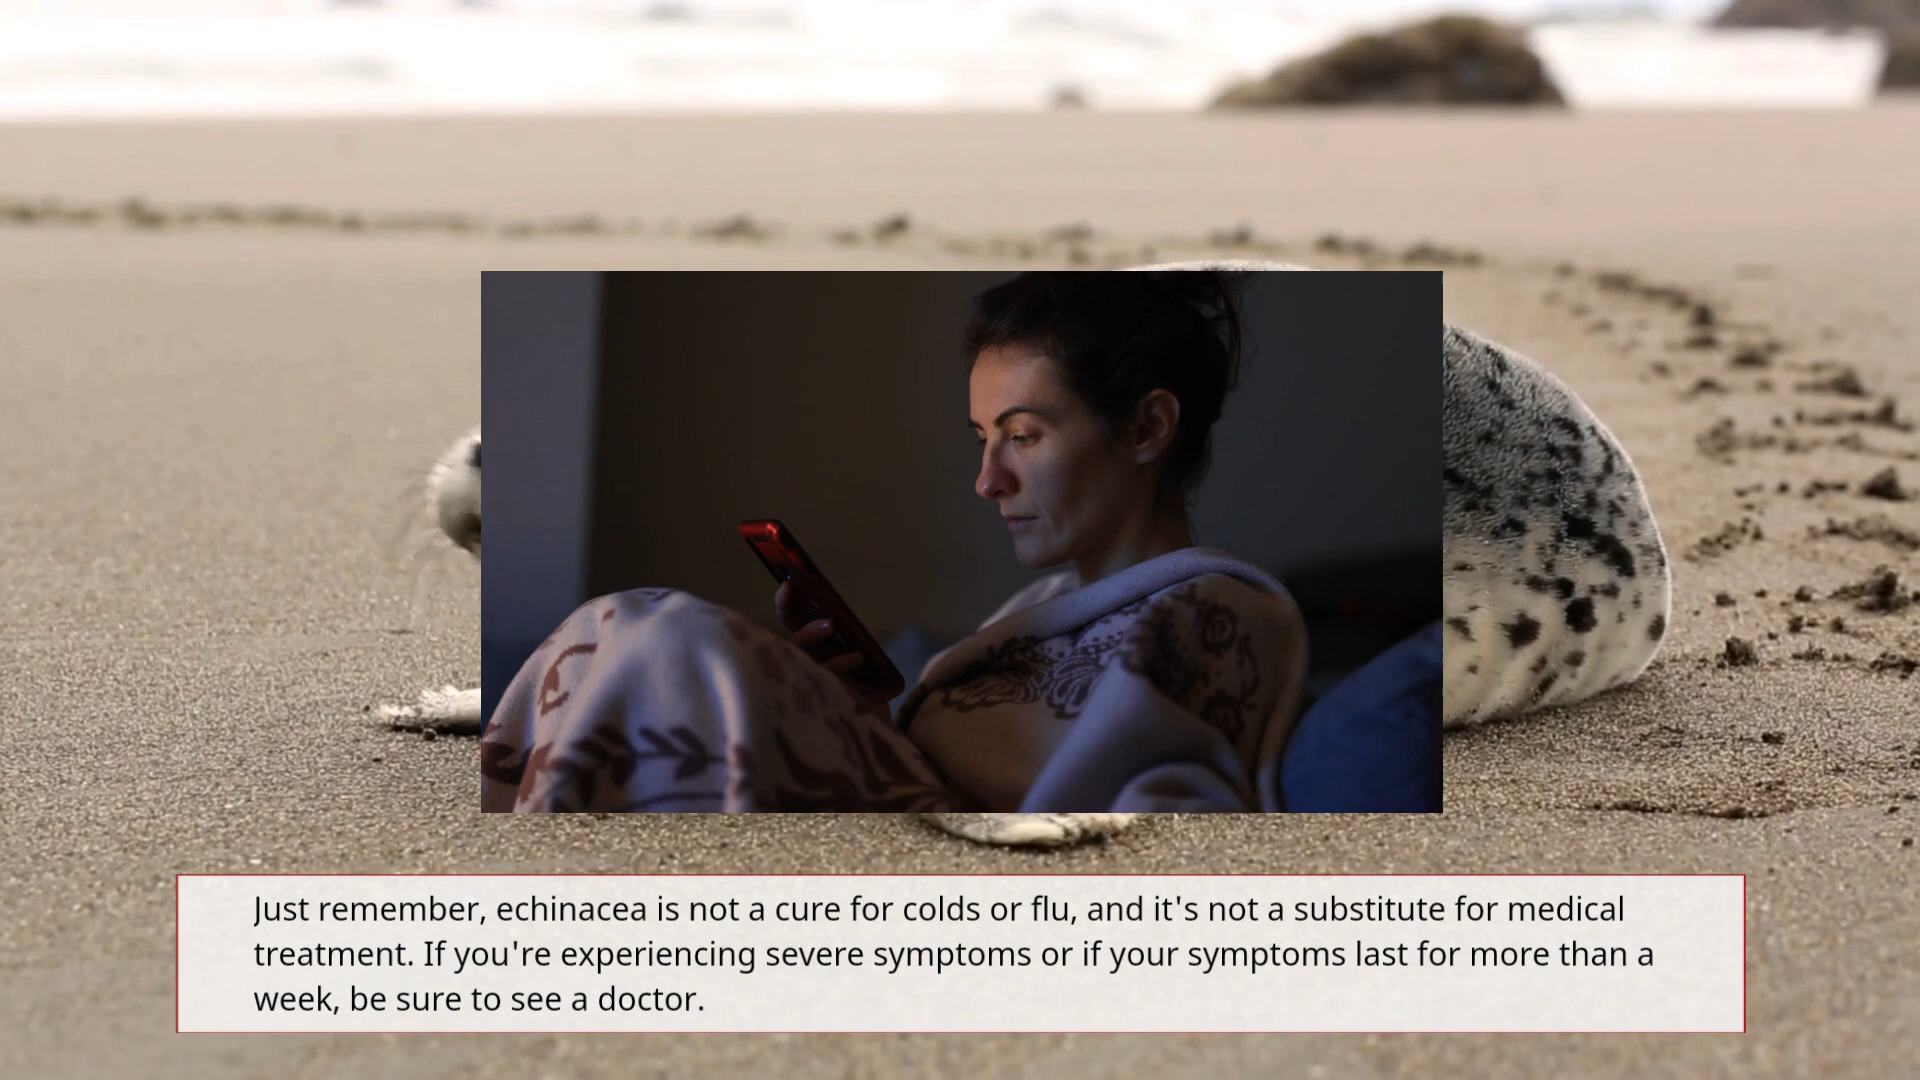 Just remember, echinacea is not a cure for colds or flu, and it's not a substitute for medical
treatment. If you're experiencing severe symptoms or if your symptoms last for more than a
week, be sure to see a doctor.